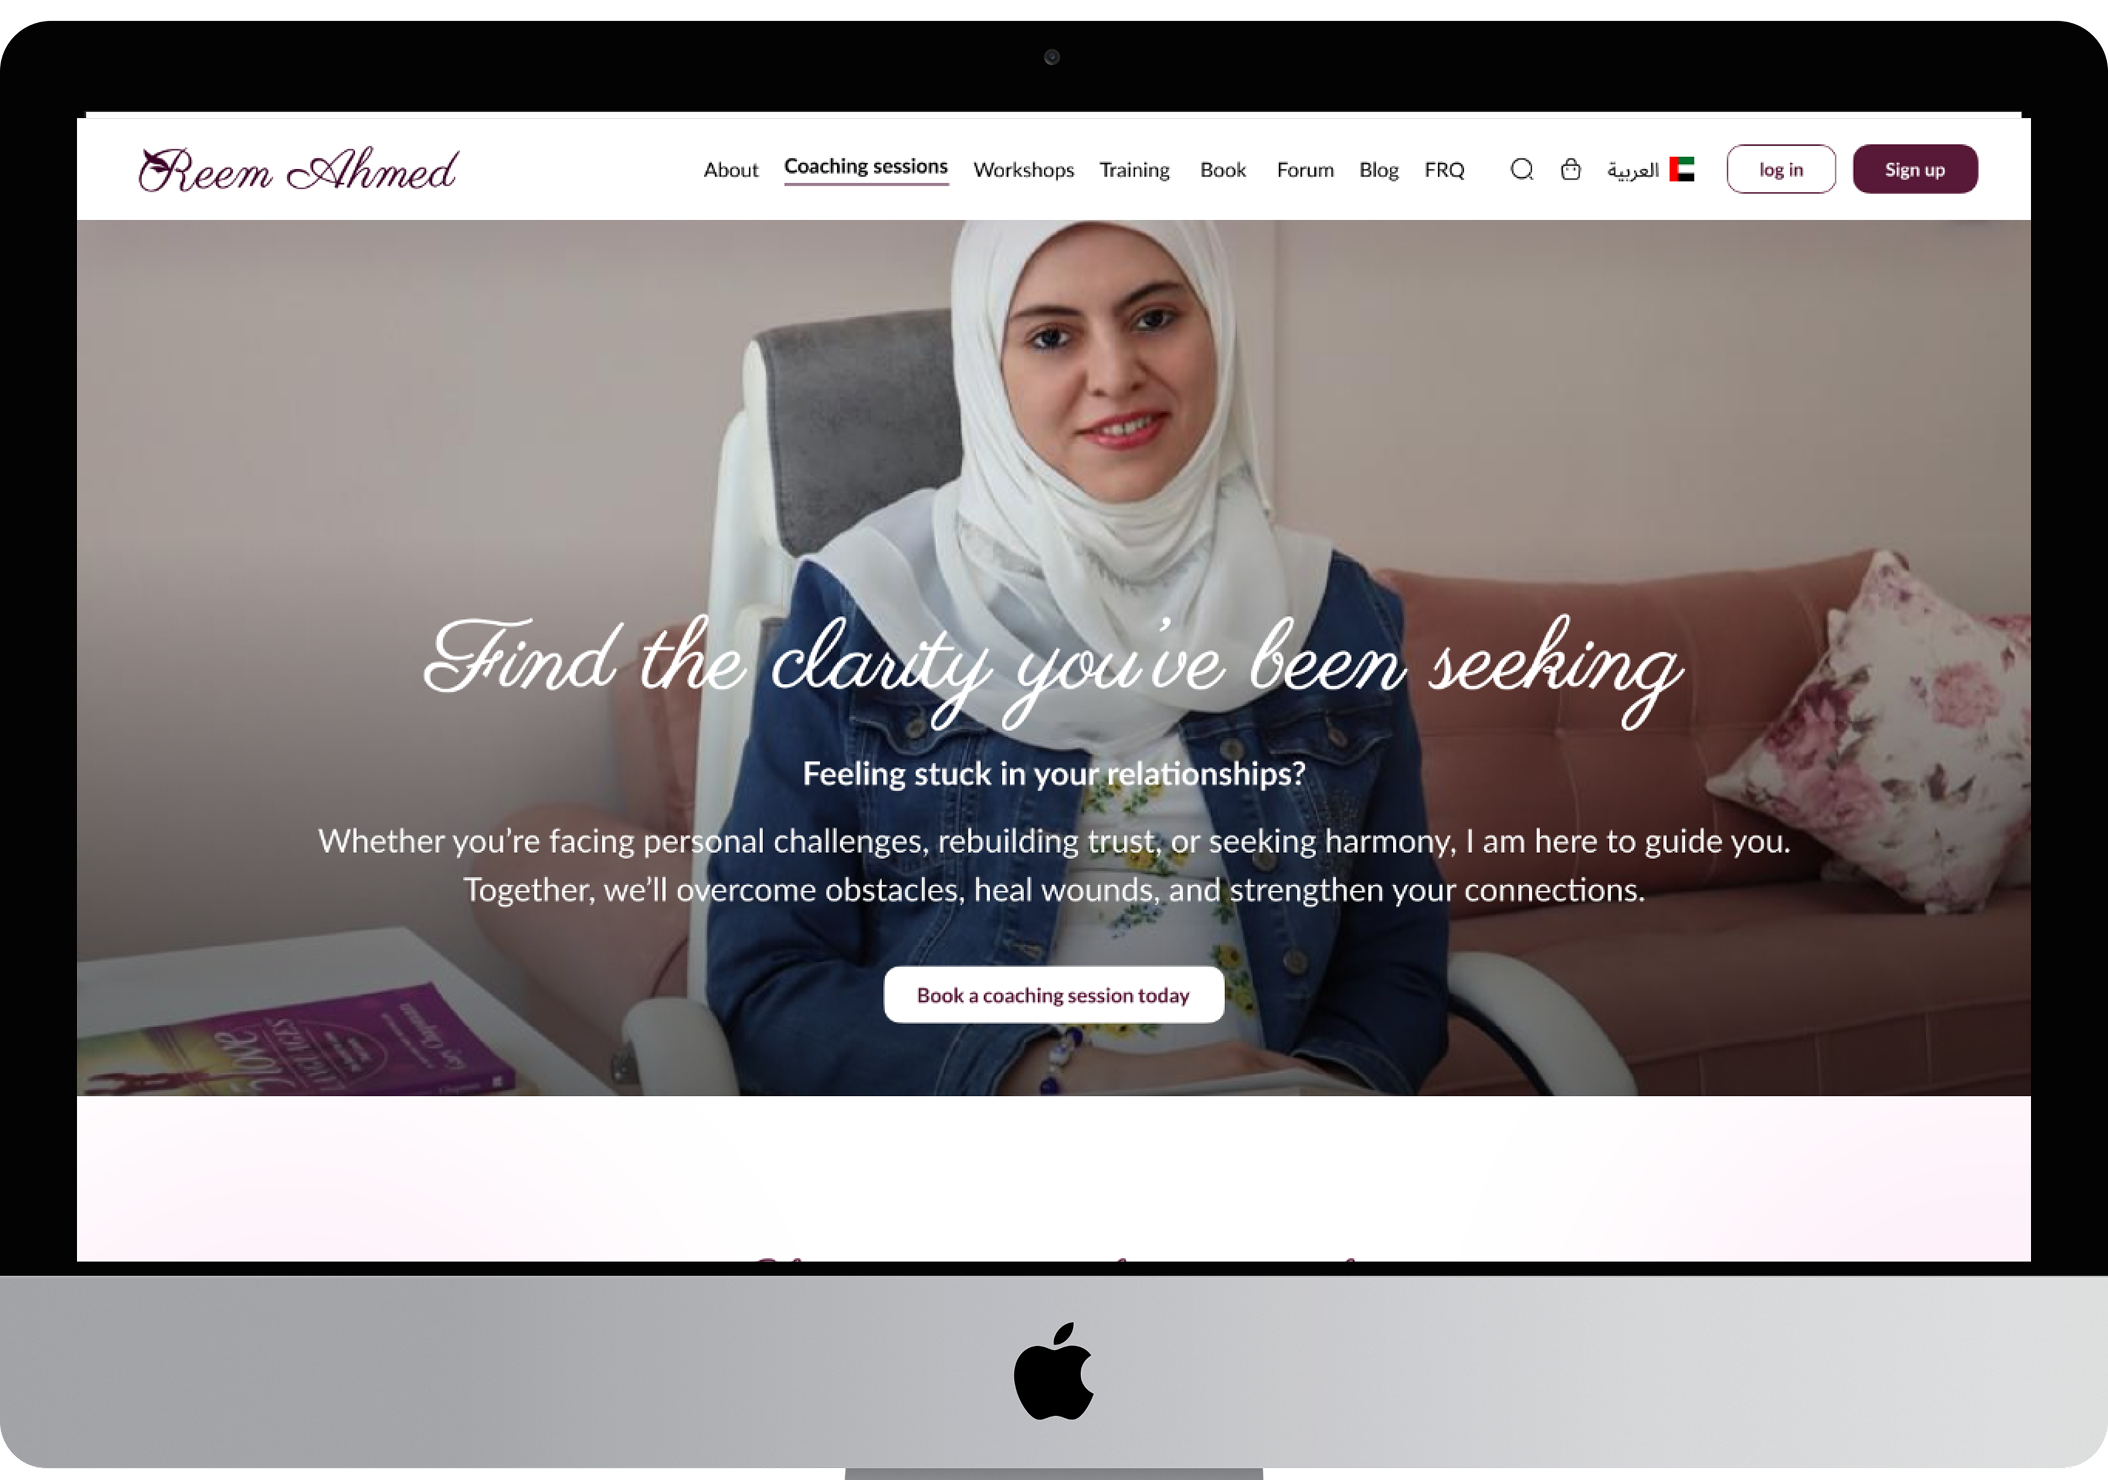 Reem Ahmed
About Coaching sessions Workshops Training Book Forum Blog FRQ العربية log in Sign up
Find the clarity you've been seeking
Feeling stuck in your relationships?
Whether you're facing personal challenges, rebuilding trust, or seeking harmony, I am here to guide you.
Together, we'll overcome obstacles, heal wounds, and strengthen your connections.
Book a coaching session today
Love